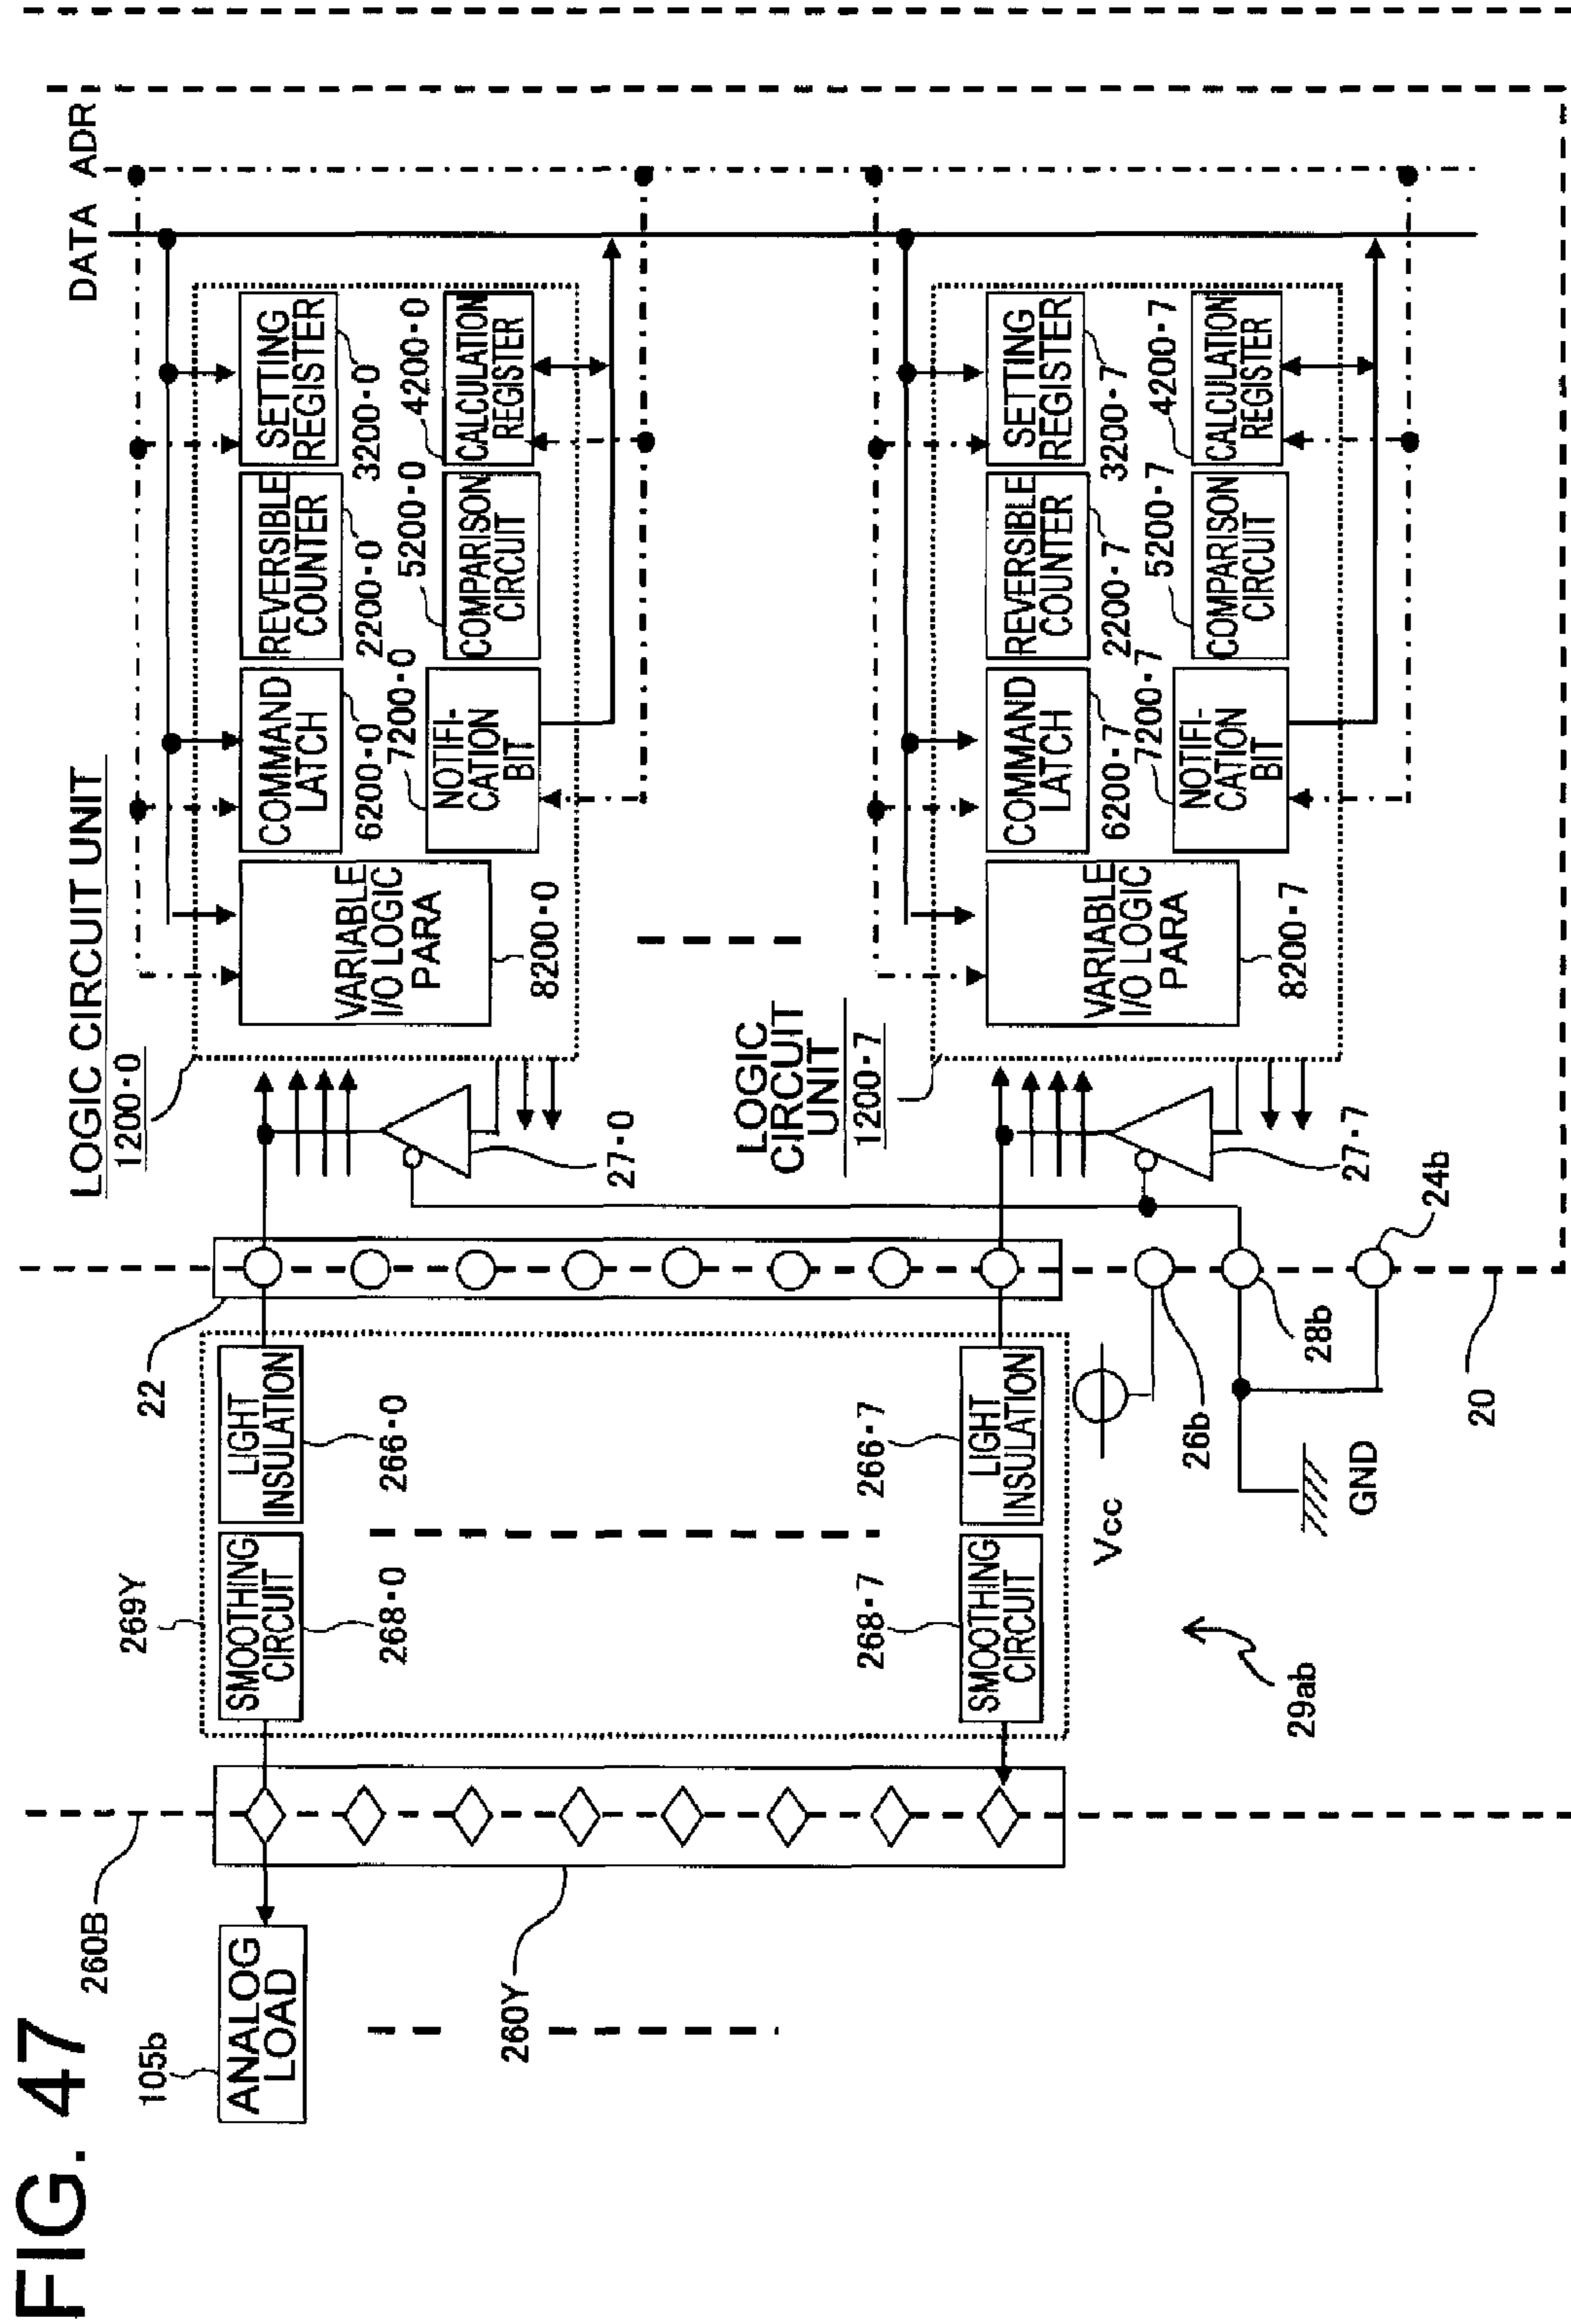 FIG. 47
105b
ANALOG
LOAD
260B
260Y
269Y
SMOOTHING
CIRCUIT
268·0
LIGHT
INSULATION
266·0
268·7
SMOOTHING
CIRCUIT
266·7
LIGHT
INSULATION
22
Vcc
GND
26b
28b
24b
20
29ab
LOGIC CIRCUIT UNIT
1200·0
27·0
VARIABLE
I/O LOGIC
PARA
8200·0
COMMAND
LATCH
6200·0
REVERSIBLE
COUNTER
2200·0
SETTING
REGISTER
3200·0
7200·0
NOTIFI-
CATION
BIT
5200·0
COMPARISON
CIRCUIT
4200·0
CALCULATION
REGISTER
DATA ADR
LOGIC
CIRCUIT
UNIT
1200·7
27·7
VARIABLE
I/O LOGIC
PARA
8200·7
COMMAND
LATCH
6200·7
REVERSIBLE
COUNTER
2200·7
SETTING
REGISTER
3200·7
7200·7
NOTIFI-
CATION
BIT
5200·7
COMPARISON
CIRCUIT
4200·7
CALCULATION
REGISTER